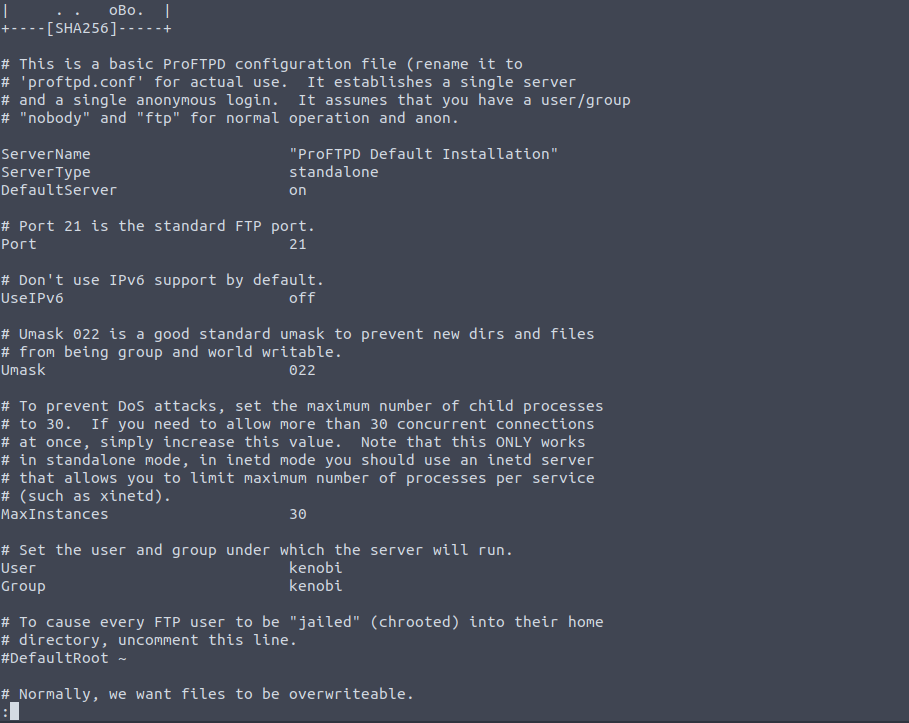 |     . .   oBo.  |
+----[SHA256]-----+

# This is a basic ProFTPD configuration file (rename it to
# 'proftpd.conf' for actual use.  It establishes a single server
# and a single anonymous login.  It assumes that you have a user/group
# "nobody" and "ftp" for normal operation and anon.

ServerName                      "ProFTPD Default Installation"
ServerType                      standalone
DefaultServer                   on

# Port 21 is the standard FTP port.
Port                            21

# Don't use IPv6 support by default.
UseIPv6                         off

# Umask 022 is a good standard umask to prevent new dirs and files
# from being group and world writable.
Umask                           022

# To prevent DoS attacks, set the maximum number of child processes
# to 30.  If you need to allow more than 30 concurrent connections
# at once, simply increase this value.  Note that this ONLY works
# in standalone mode, in inetd mode you should use an inetd server
# that allows you to limit maximum number of processes per service
# (such as xinetd).
MaxInstances                    30

# Set the user and group under which the server will run.
User                            kenobi
Group                           kenobi

# To cause every FTP user to be "jailed" (chrooted) into their home
# directory, uncomment this line.
#DefaultRoot ~

# Normally, we want files to be overwriteable.
: